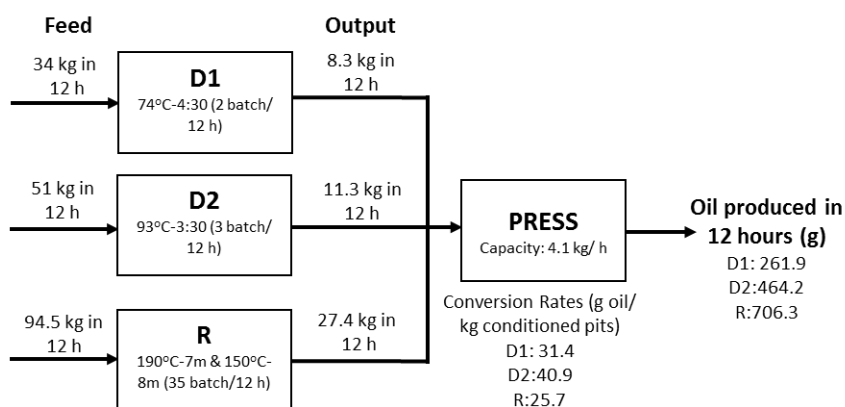 Feed
Output
34 kg in
12 h
D1
74°C-4:30 (2 batch/
12 h)
8.3 kg in
12 h
51 kg in
12 h
D2
93°C-3:30 (3 batch/
12 h)
11.3 kg in
12 h
94.5 kg in
12 h
R
190°C-7m & 150°C-
8m (35 batch/12 h)
27.4 kg in
12 h
PRESS
Capacity: 4.1 kg/ h
Conversion Rates (g oil/
kg conditioned pits)
D1: 31.4
D2:40.9
R:25.7
Oil produced in
12 hours (g)
D1: 261.9
D2:464.2
R:706.3